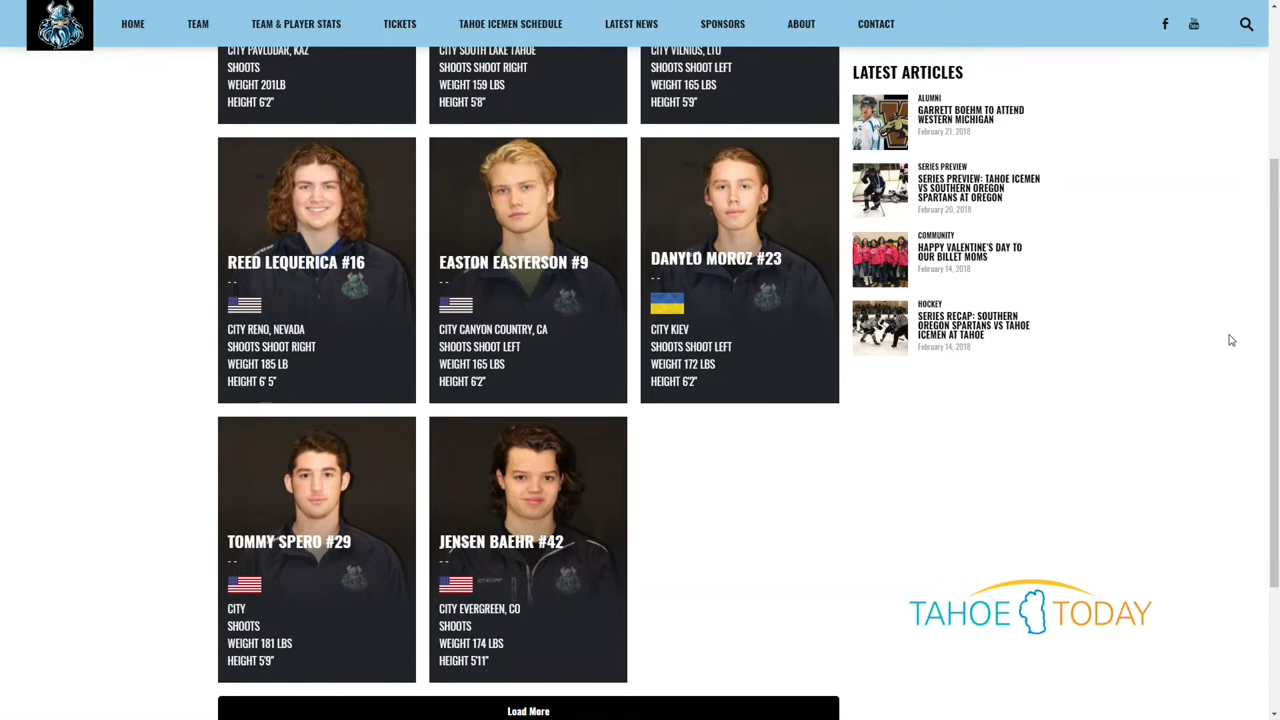 HOME TEAM TEAM & PLAYER STATS TICKETS TAHOE ICEMEN SCHEDULE LATEST NEWS SPONSORS ABOUT CONTACT
CITY PAVLODAR, KAZ
SHOOTS
WEIGHT 201LB
HEIGHT 6'2"
CITY SOUTH LAKE TAHOE
SHOOTS SHOOT RIGHT
WEIGHT 159 LBS
HEIGHT 5'8"
CITY VILNIUS, LTU
SHOOTS SHOOT LEFT
WEIGHT 165 LBS
HEIGHT 5'9"
REED LEQUERICA #16
- -
CITY RENO, NEVADA
SHOOTS SHOOT RIGHT
WEIGHT 185 LB
HEIGHT 6' 5"
EASTON EASTERSON #9
- -
CITY CANYON COUNTRY, CA
SHOOTS SHOOT LEFT
WEIGHT 165 LBS
HEIGHT 6'2"
DANYLO MOROZ #23
- -
CITY KIEV
SHOOTS SHOOT LEFT
WEIGHT 172 LBS
HEIGHT 6'2"
TOMMY SPERO #29
- -
CITY
SHOOTS
WEIGHT 181 LBS
HEIGHT 5'9"
JENSEN BAEHR #42
- -
CITY EVERGREEN, CO
SHOOTS
WEIGHT 174 LBS
HEIGHT 5'11"
Load More
LATEST ARTICLES
ALUMNI
GARRETT BOEHM TO ATTEND
WESTERN MICHIGAN
February 21, 2018
SERIES PREVIEW
SERIES PREVIEW: TAHOE ICEMEN
VS SOUTHERN OREGON
SPARTANS AT OREGON
February 20, 2018
COMMUNITY
HAPPY VALENTINE'S DAY TO
OUR BILLET MOMS
February 14, 2018
HOCKEY
SERIES RECAP: SOUTHERN
OREGON SPARTANS VS TAHOE
ICEMEN AT TAHOE
February 14, 2018
TAHOE TODAY